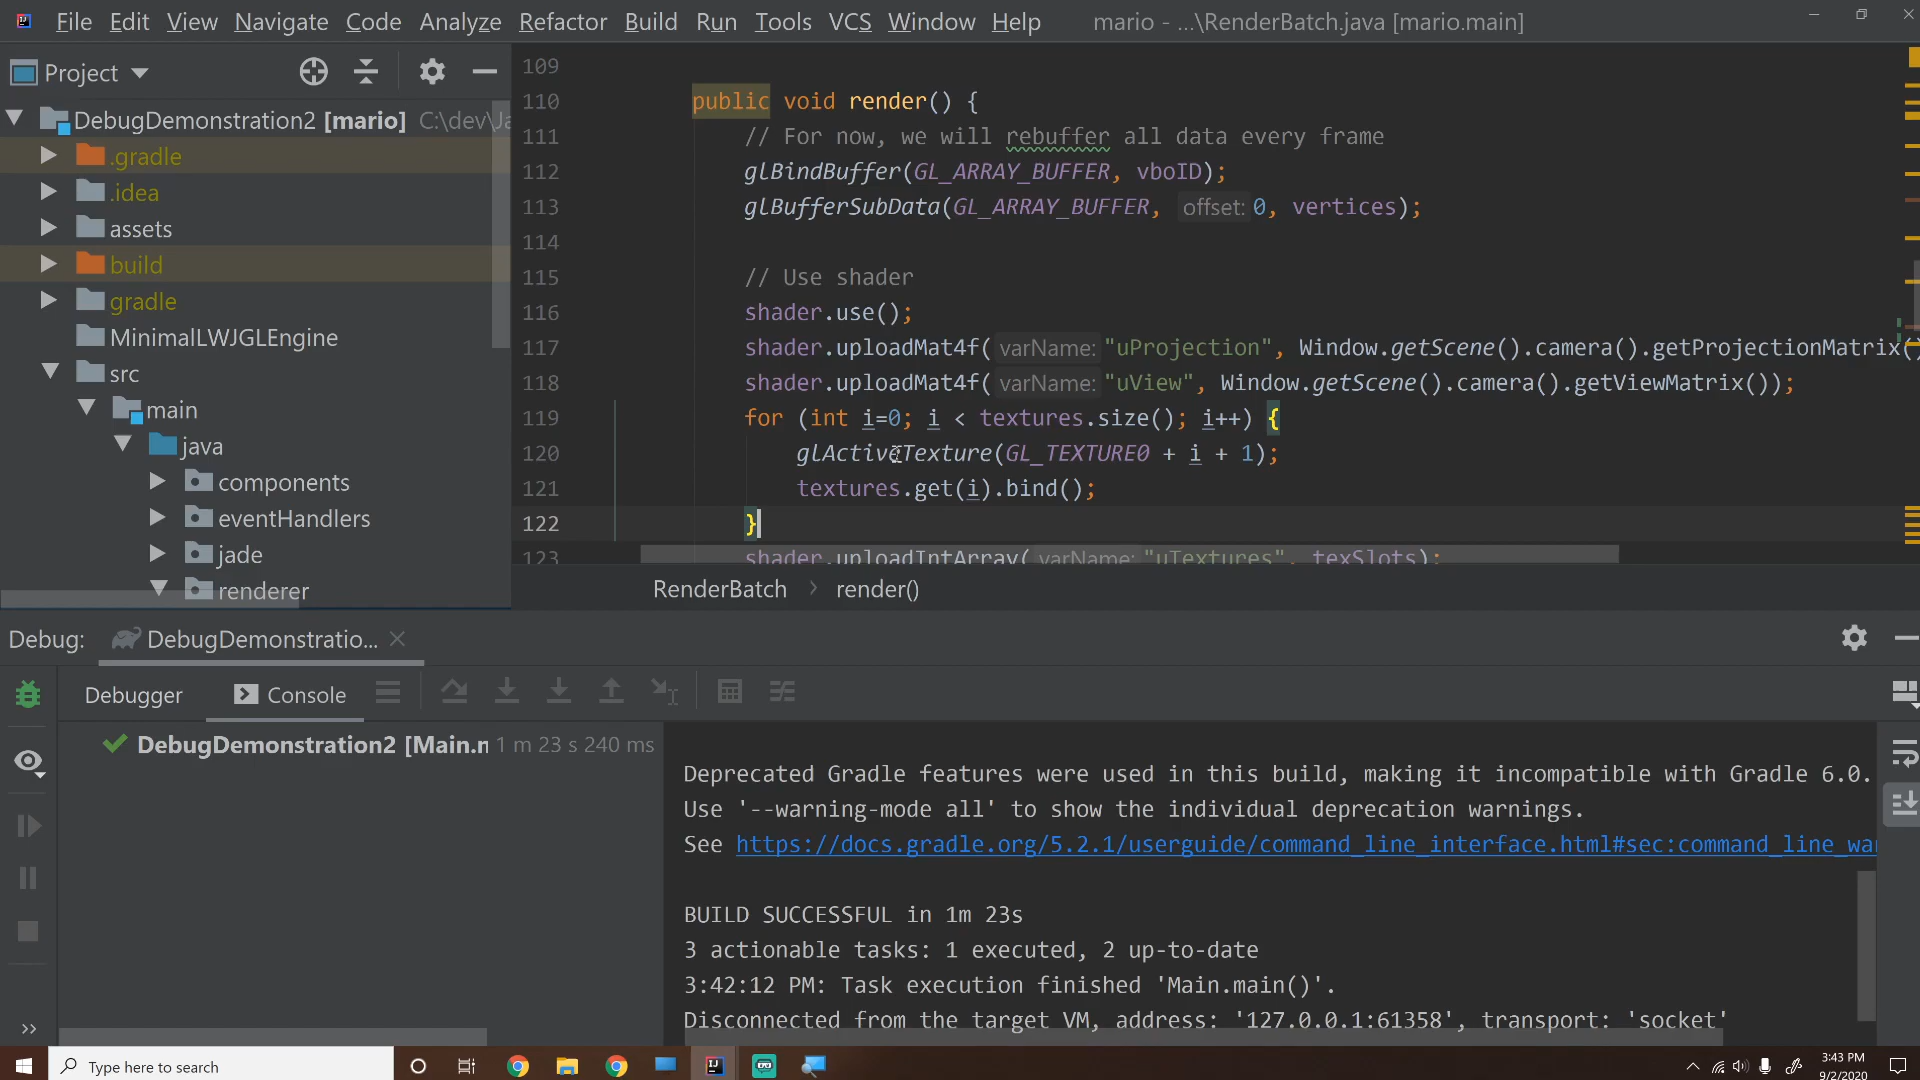 File Edit View Navigate Code Analyze Refactor Build Run Tools VCS Window Help mario - ...\RenderBatch.java [mario.main]
Project
DebugDemonstration2 [mario] C:\dev\Ja
.gradle
.idea
assets
build
gradle
MinimalLWJGLEngine
src
main
java
components
eventHandlers
jade
renderer
109
110 public void render() {
111 // For now, we will rebuffer all data every frame
112 glBindBuffer(GL_ARRAY_BUFFER, vboID);
113 glBufferSubData(GL_ARRAY_BUFFER, offset: 0, vertices);
114
115 // Use shader
116 shader.use();
117 shader.uploadMat4f( varName: "uProjection", Window.getScene().camera().getProjectionMatrix()
118 shader.uploadMat4f( varName: "uView", Window.getScene().camera().getViewMatrix());
119 for (int i=0; i < textures.size(); i++) {
120 glActiveTexture(GL_TEXTURE0 + i + 1);
121 textures.get(i).bind();
122 }
123 shader.uploadIntArray( varName: "uTextures", texSlots);
RenderBatch > render()
Debug: DebugDemonstratio...
Debugger Console
DebugDemonstration2 [Main.m 1 m 23 s 240 ms
Deprecated Gradle features were used in this build, making it incompatible with Gradle 6.0.
Use '--warning-mode all' to show the individual deprecation warnings.
See https://docs.gradle.org/5.2.1/userguide/command_line_interface.html#sec:command_line_wa
BUILD SUCCESSFUL in 1m 23s
3 actionable tasks: 1 executed, 2 up-to-date
3:42:12 PM: Task execution finished 'Main.main()'.
Disconnected from the target VM, address: '127.0.0.1:61358', transport: 'socket'
Type here to search
3:43 PM
9/2/2020